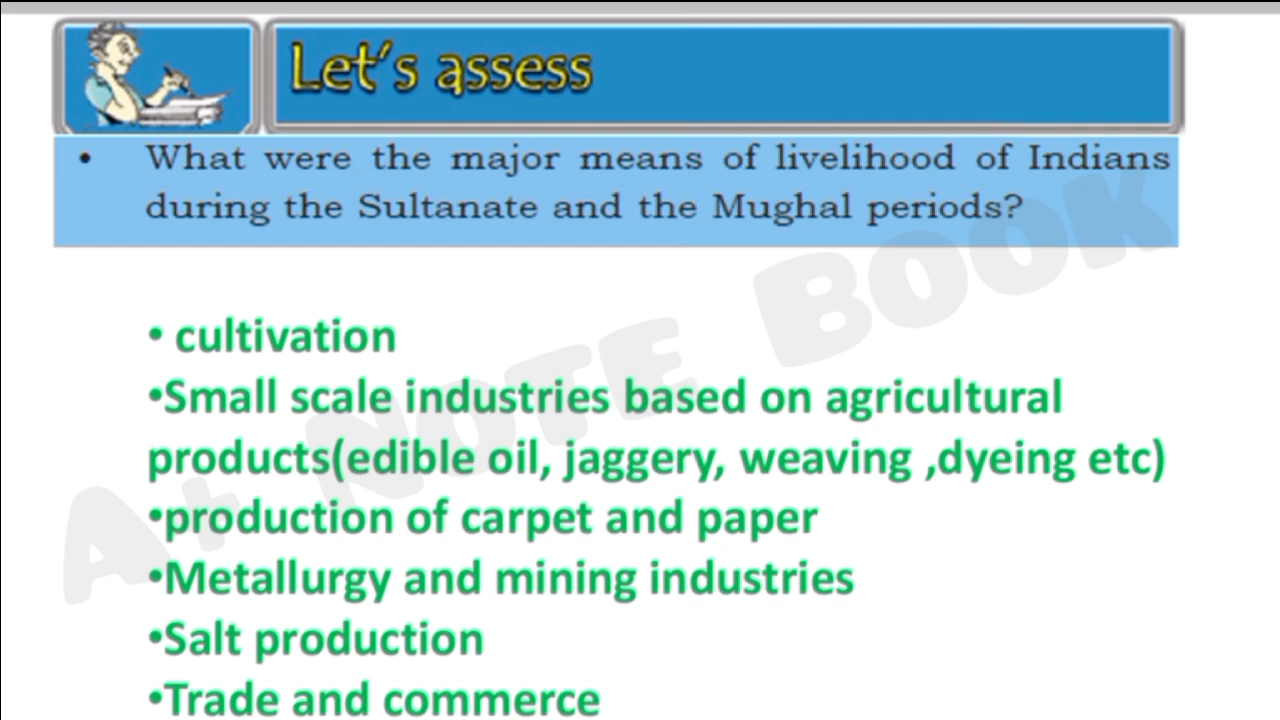 Let's assess
• What were the major means of livelihood of Indians
during the Sultanate and the Mughal periods?
A+ NOTE BOOK
• cultivation
•Small scale industries based on agricultural
products(edible oil, jaggery, weaving ,dyeing etc)
•production of carpet and paper
•Metallurgy and mining industries
•Salt production
•Trade and commerce